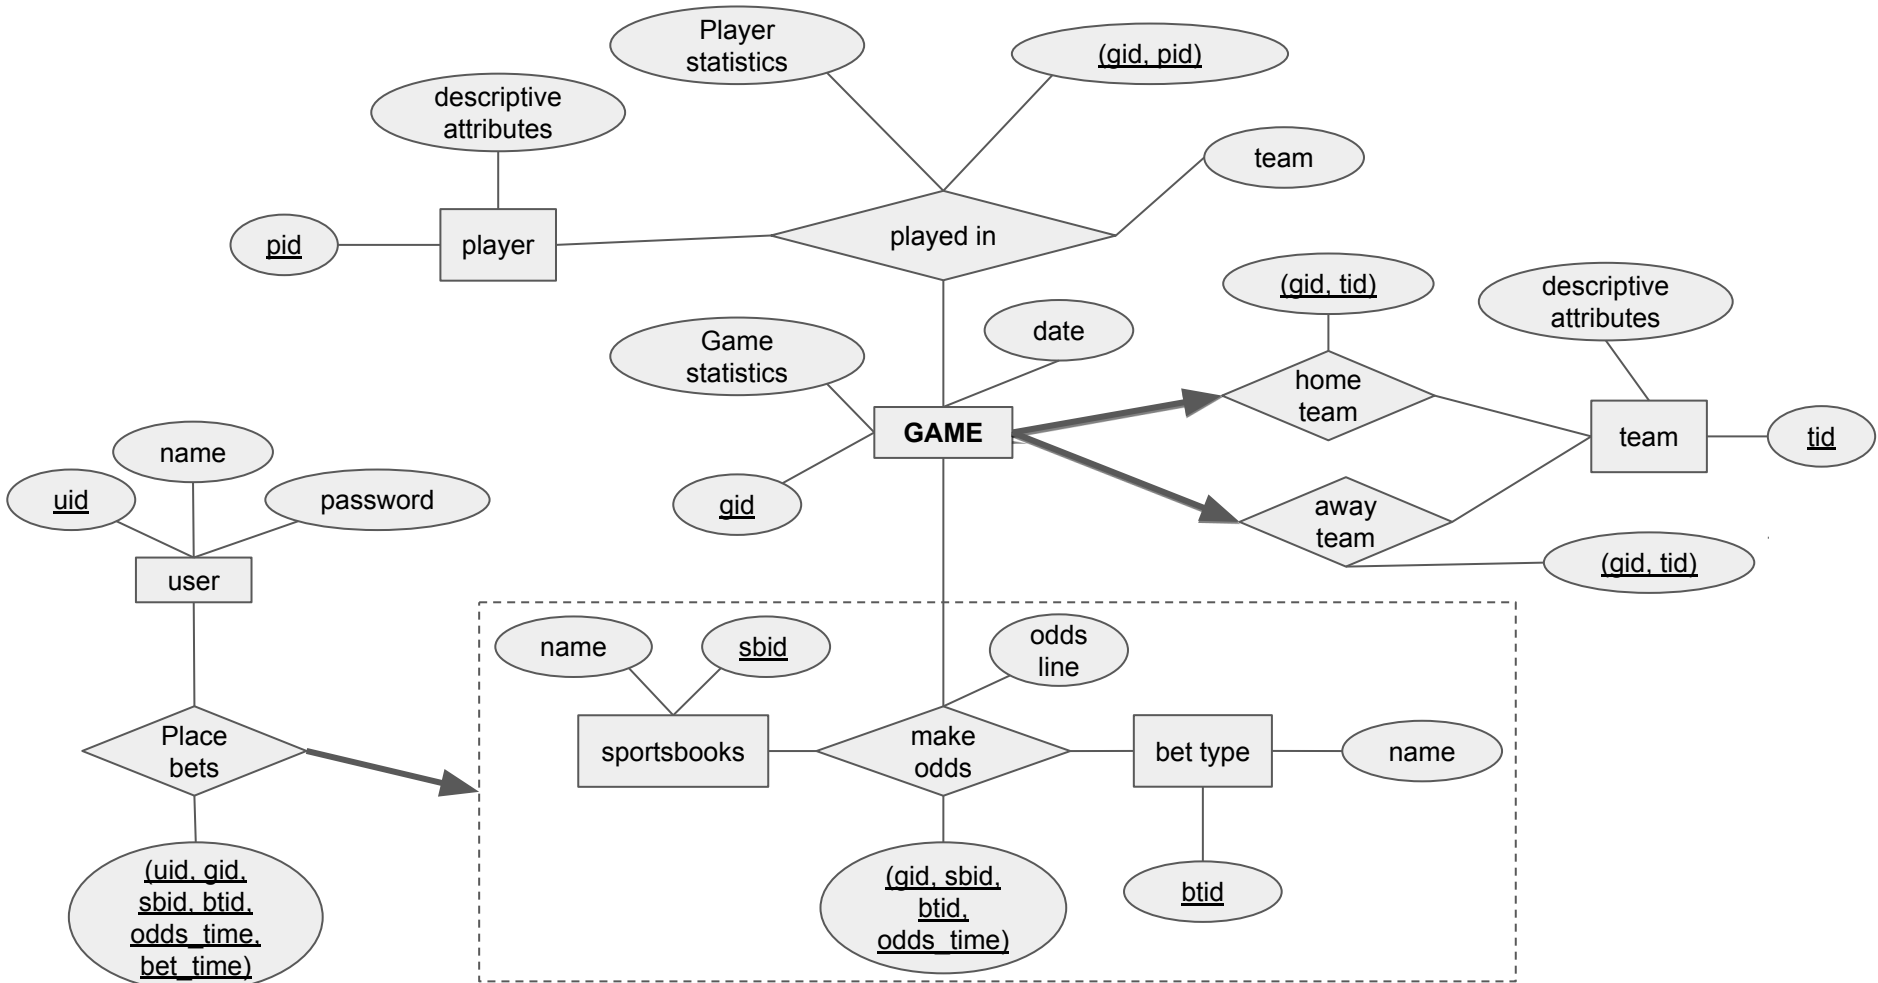 Player
statistics
(gid, pid)
descriptive
attributes
team
pid
player
played in
(gid, tid)
descriptive
attributes
Game
statistics
date
home
team
GAME
team
tid
name
uid
password
gid
away
team
(gid, tid)
user
name
sbid
odds
line
Place
bets
sportsbooks
make
odds
bet type
name
(uid, gid,
sbid, btid,
odds_time,
bet_time)
(gid, sbid,
btid,
odds_time)
btid